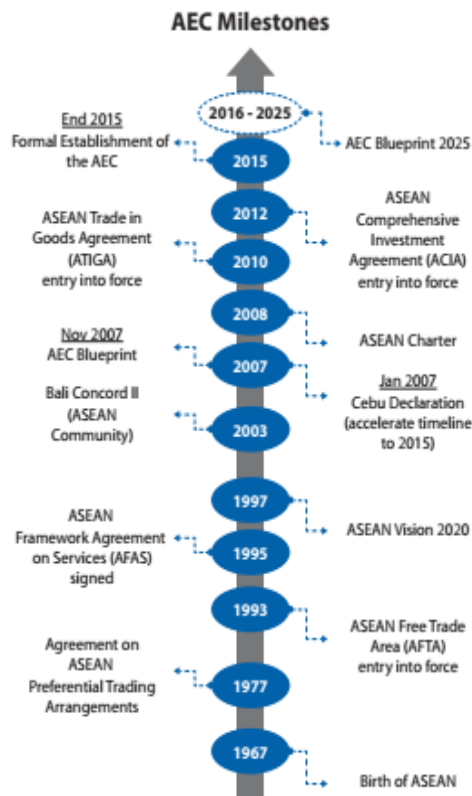 AEC Milestones
2016 - 2025
AEC Blueprint 2025
End 2015
Formal Establishment of
the AEC
2015
2012
ASEAN
Comprehensive
Investment
Agreement (ACIA)
entry into force
ASEAN Trade in
Goods Agreement
(ATIGA)
entry into force
2010
2008
ASEAN Charter
Nov 2007
AEC Blueprint
2007
Jan 2007
Cebu Declaration
(accelerate timeline
to 2015)
Bali Concord II
(ASEAN
Community)
2003
1997
ASEAN Vision 2020
ASEAN
Framework Agreement
on Services (AFAS)
signed
1995
1993
ASEAN Free Trade
Area (AFTA)
entry into force
Agreement on
ASEAN
Preferential Trading
Arrangements
1977
1967
Birth of ASEAN